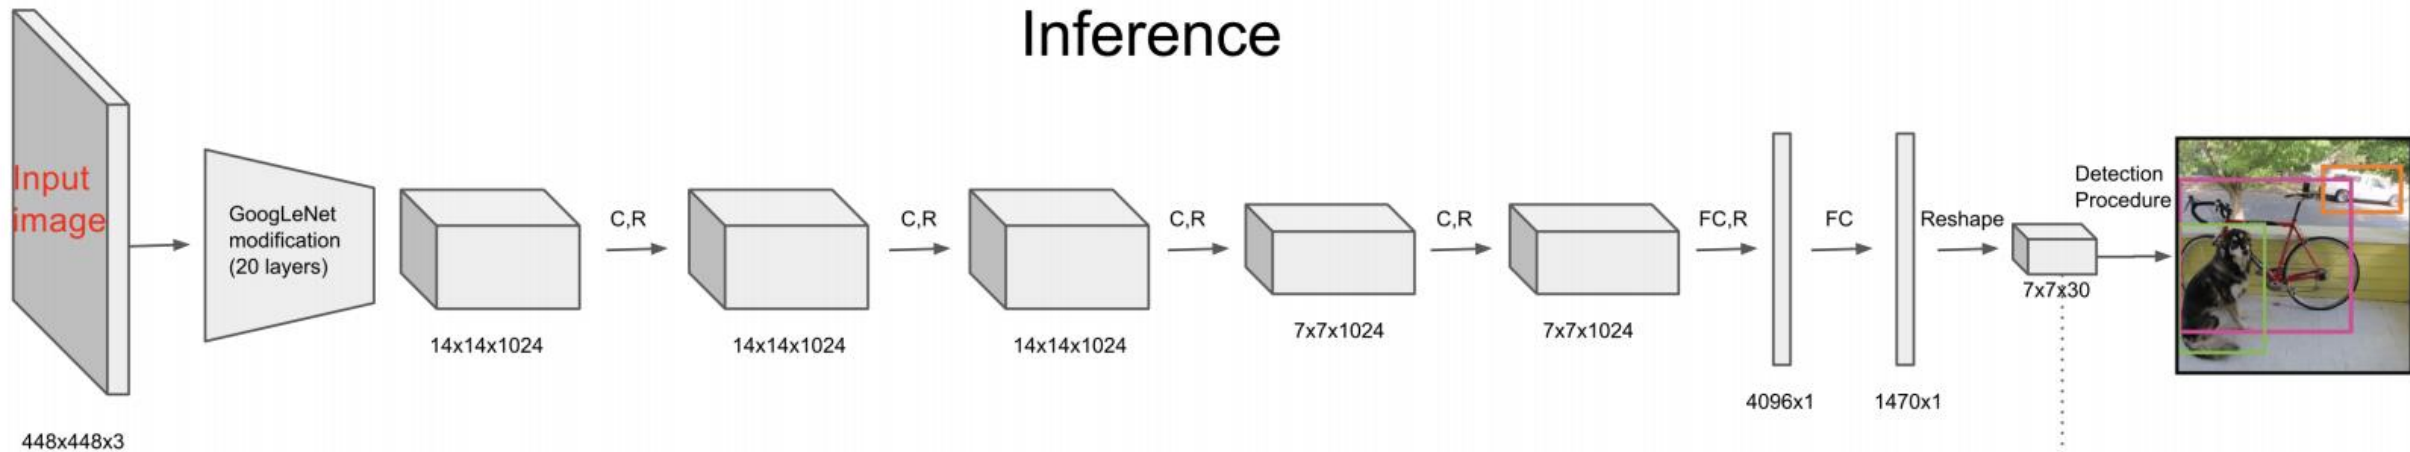 Inference
Input
image
448x448x3
GoogLeNet
modification
(20 layers)
14x14x1024
C,R
14x14x1024
C,R
14x14x1024
C,R
7x7x1024
C,R
7x7x1024
FC,R
4096x1
FC
1470x1
Reshape
7x7x30
Detection
Procedure